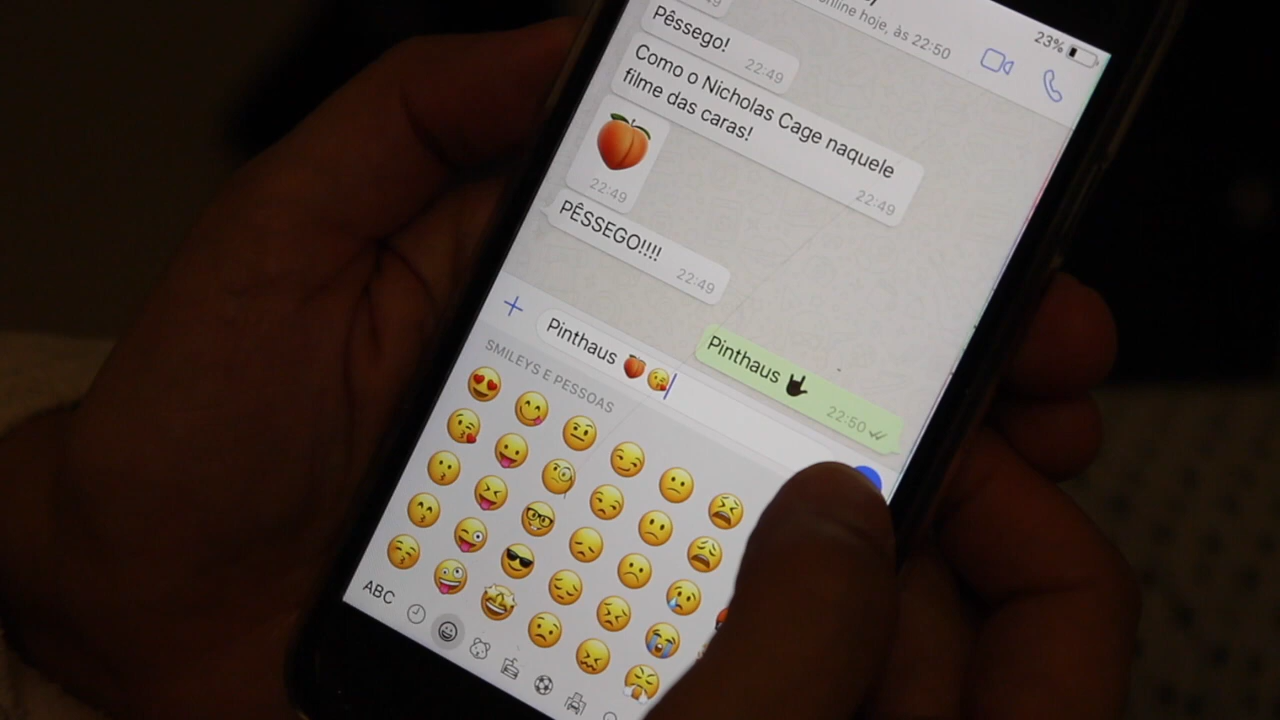 online hoje, às 22:50
23%
Pêssego!
22:49
Como o Nicholas Cage naquele
filme das caras!
22:49
22:49
PÊSSEGO!!!!
22:49
Pinthaus
22:50
Pinthaus
SMILEYS E PESSOAS
ABC